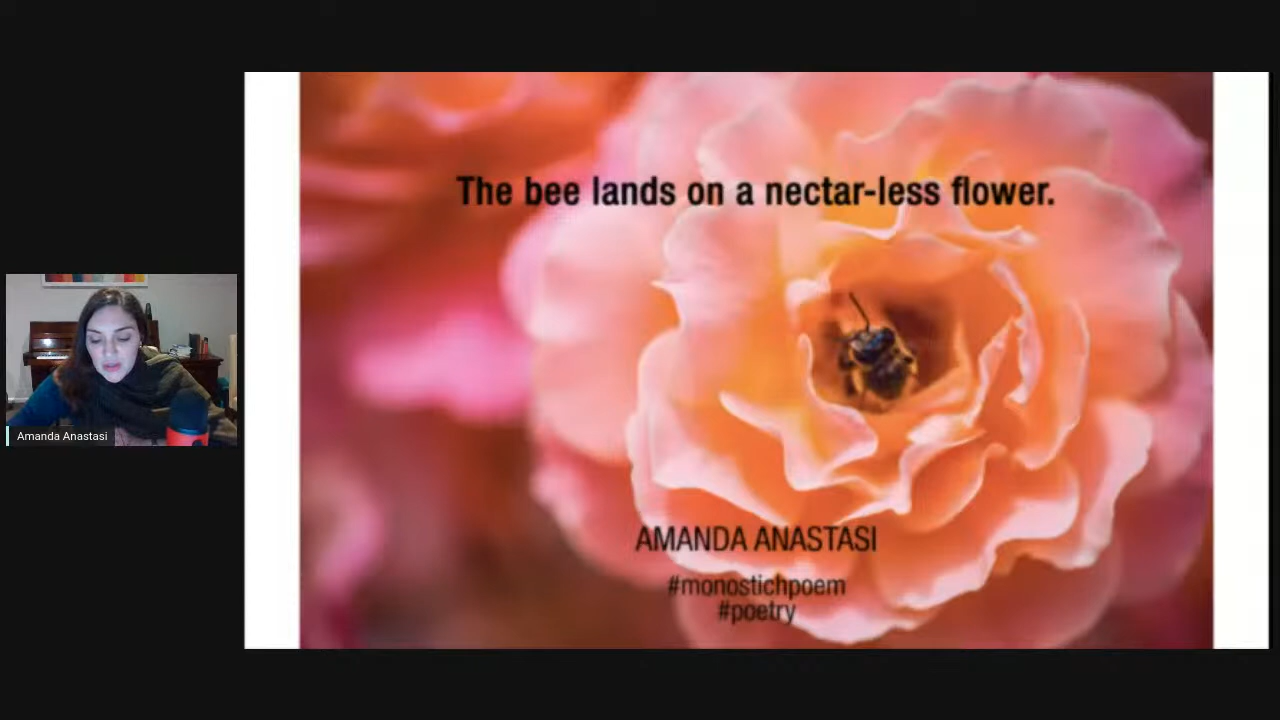 The bee lands on a nectar-less flower.
Amanda Anastasi
AMANDA ANASTASI
#monostichpoem
#poetry